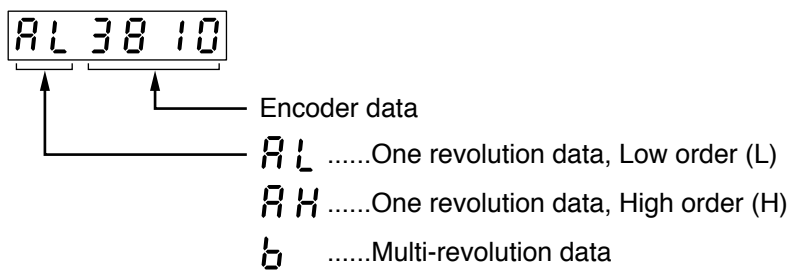 AL 3810
Encoder data
AL ......One revolution data, Low order (L)
AH ......One revolution data, High order (H)
b ......Multi-revolution data